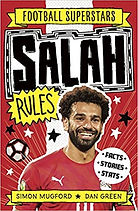 FOOTBALL SUPERSTARS
SALAH
RULES
FACTS
STORIES
STATS
SIMON MUGFORD
DAN GREEN